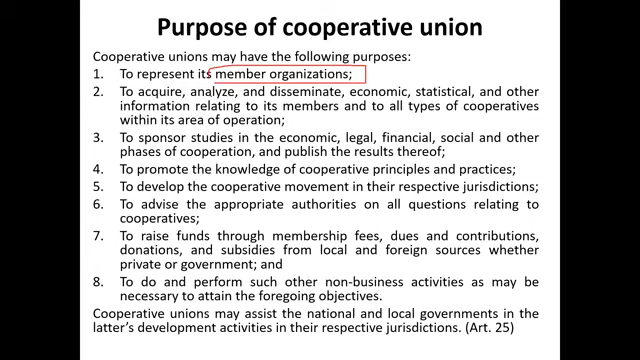 Purpose of cooperative union
Cooperative unions may have the following purposes:
1. To represent its member organizations;
2. To acquire, analyze, and disseminate, economic, statistical, and other
information relating to its members and to all types of cooperatives
within its area of operation;
3. To sponsor studies in the economic, legal, financial, social and other
phases of cooperation, and publish the results thereof;
4. To promote the knowledge of cooperative principles and practices;
5. To develop the cooperative movement in their respective jurisdictions;
6. To advise the appropriate authorities on all questions relating to
cooperatives;
7. To raise funds through membership fees, dues and contributions,
donations, and subsidies from local and foreign sources whether
private or government; and
8. To do and perform such other non-business activities as may be
necessary to attain the foregoing objectives.
Cooperative unions may assist the national and local governments in the
latter’s development activities in their respective jurisdictions. (Art. 25)